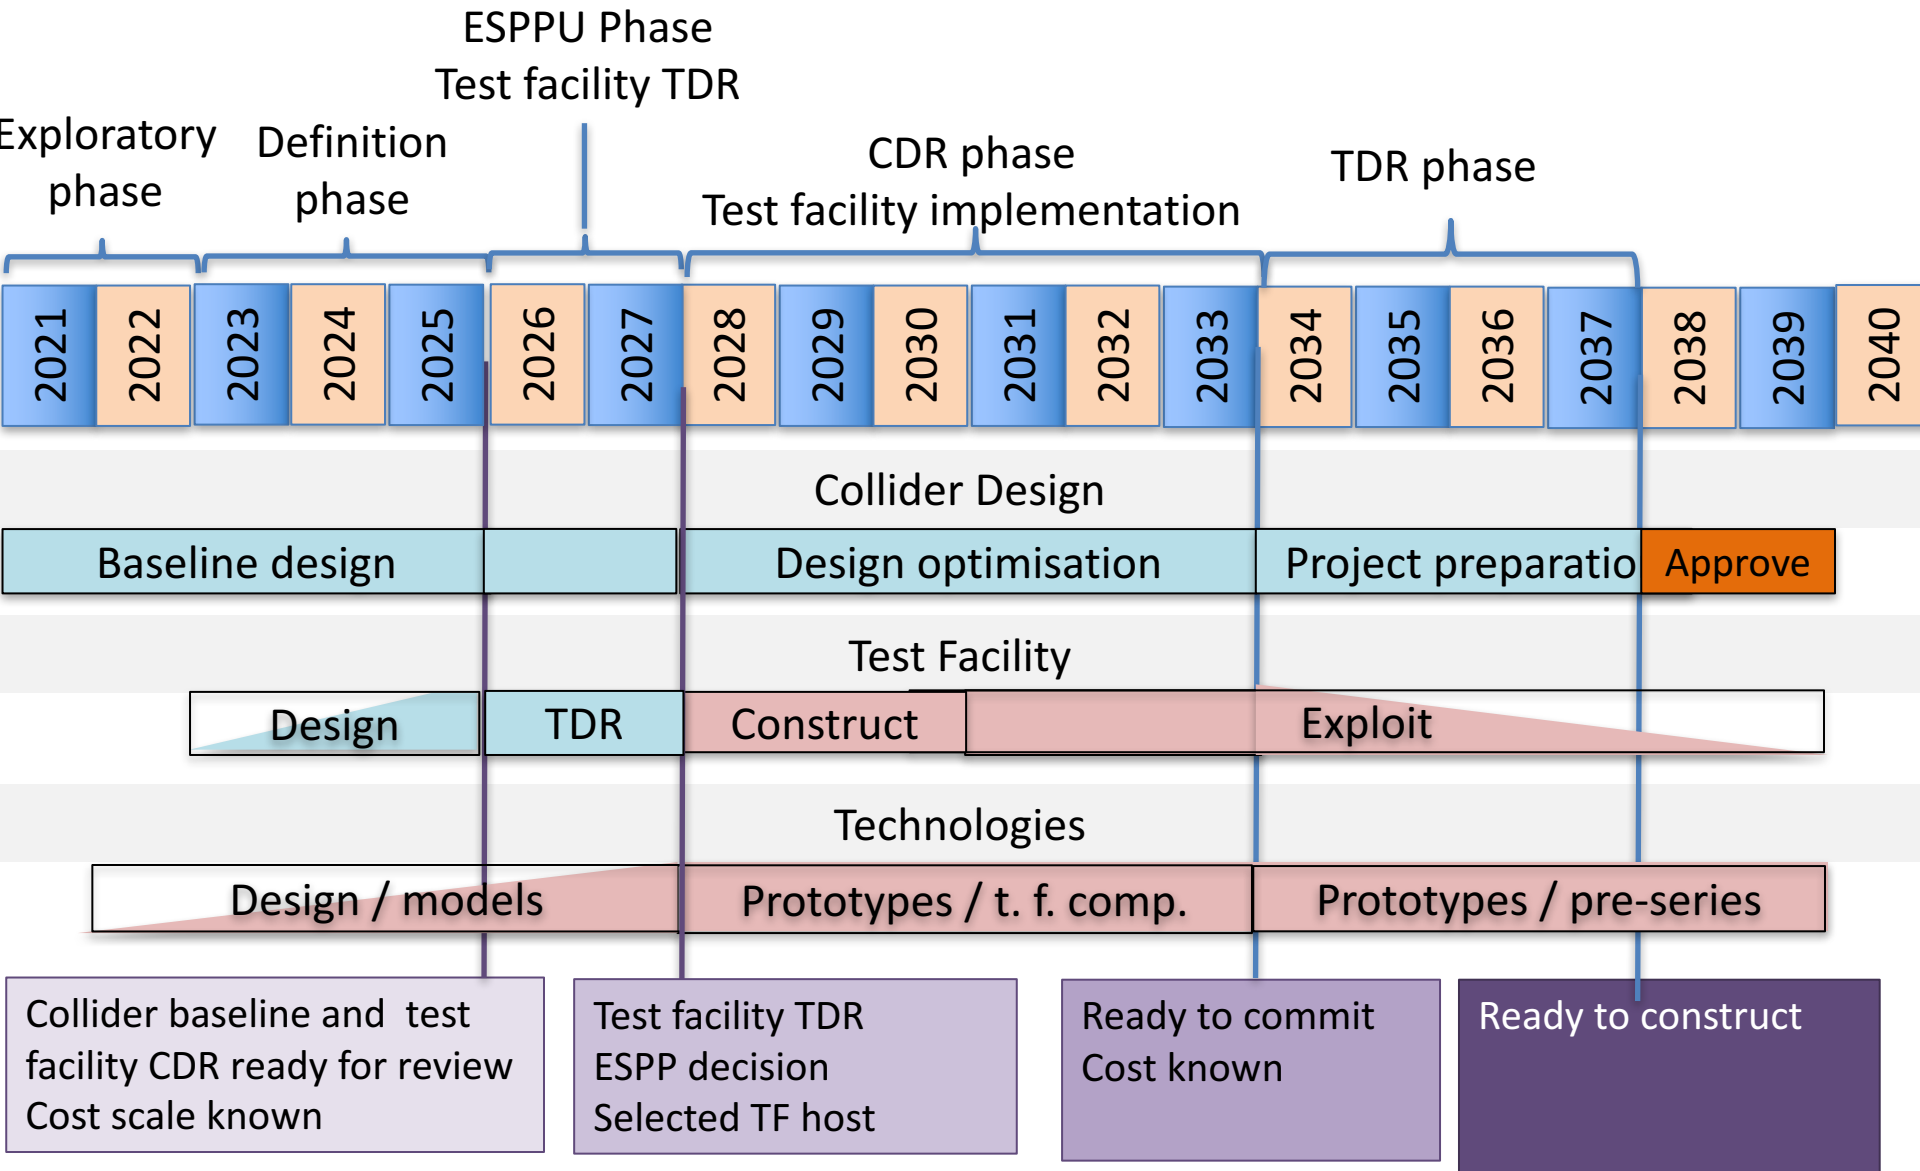 ESPPU Phase
Test facility TDR
Exploratory
phase
Definition
phase
CDR phase
Test facility implementation
TDR phase
2021
2022
2023
2024
2025
2026
2027
2028
2029
2030
2031
2032
2033
2034
2035
2036
2037
2038
2039
2040
Collider Design
Baseline design
Design optimisation
Project preparatio
Approve
Test Facility
Design
TDR
Construct
Exploit
Technologies
Design / models
Prototypes / t. f. comp.
Prototypes / pre-series
Collider baseline and test
facility CDR ready for review
Cost scale known
Test facility TDR
ESPP decision
Selected TF host
Ready to commit
Cost known
Ready to construct